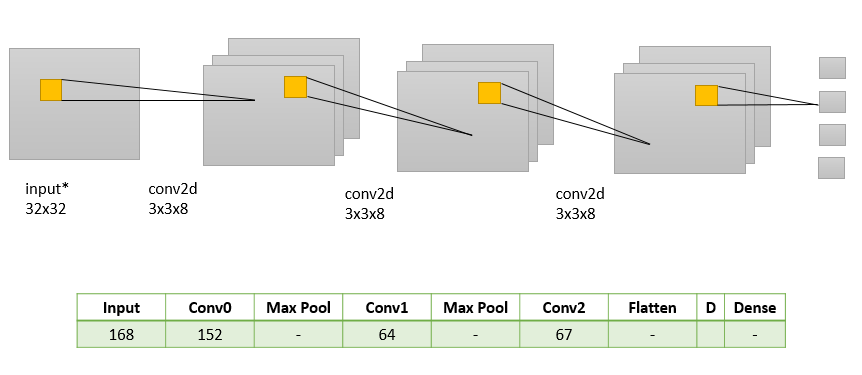 input*
32x32
conv2d
3x3x8
conv2d
3x3x8
conv2d
3x3x8
Input Conv0 Max Pool Conv1 Max Pool Conv2 Flatten D Dense
168 152 - 64 - 67 - -